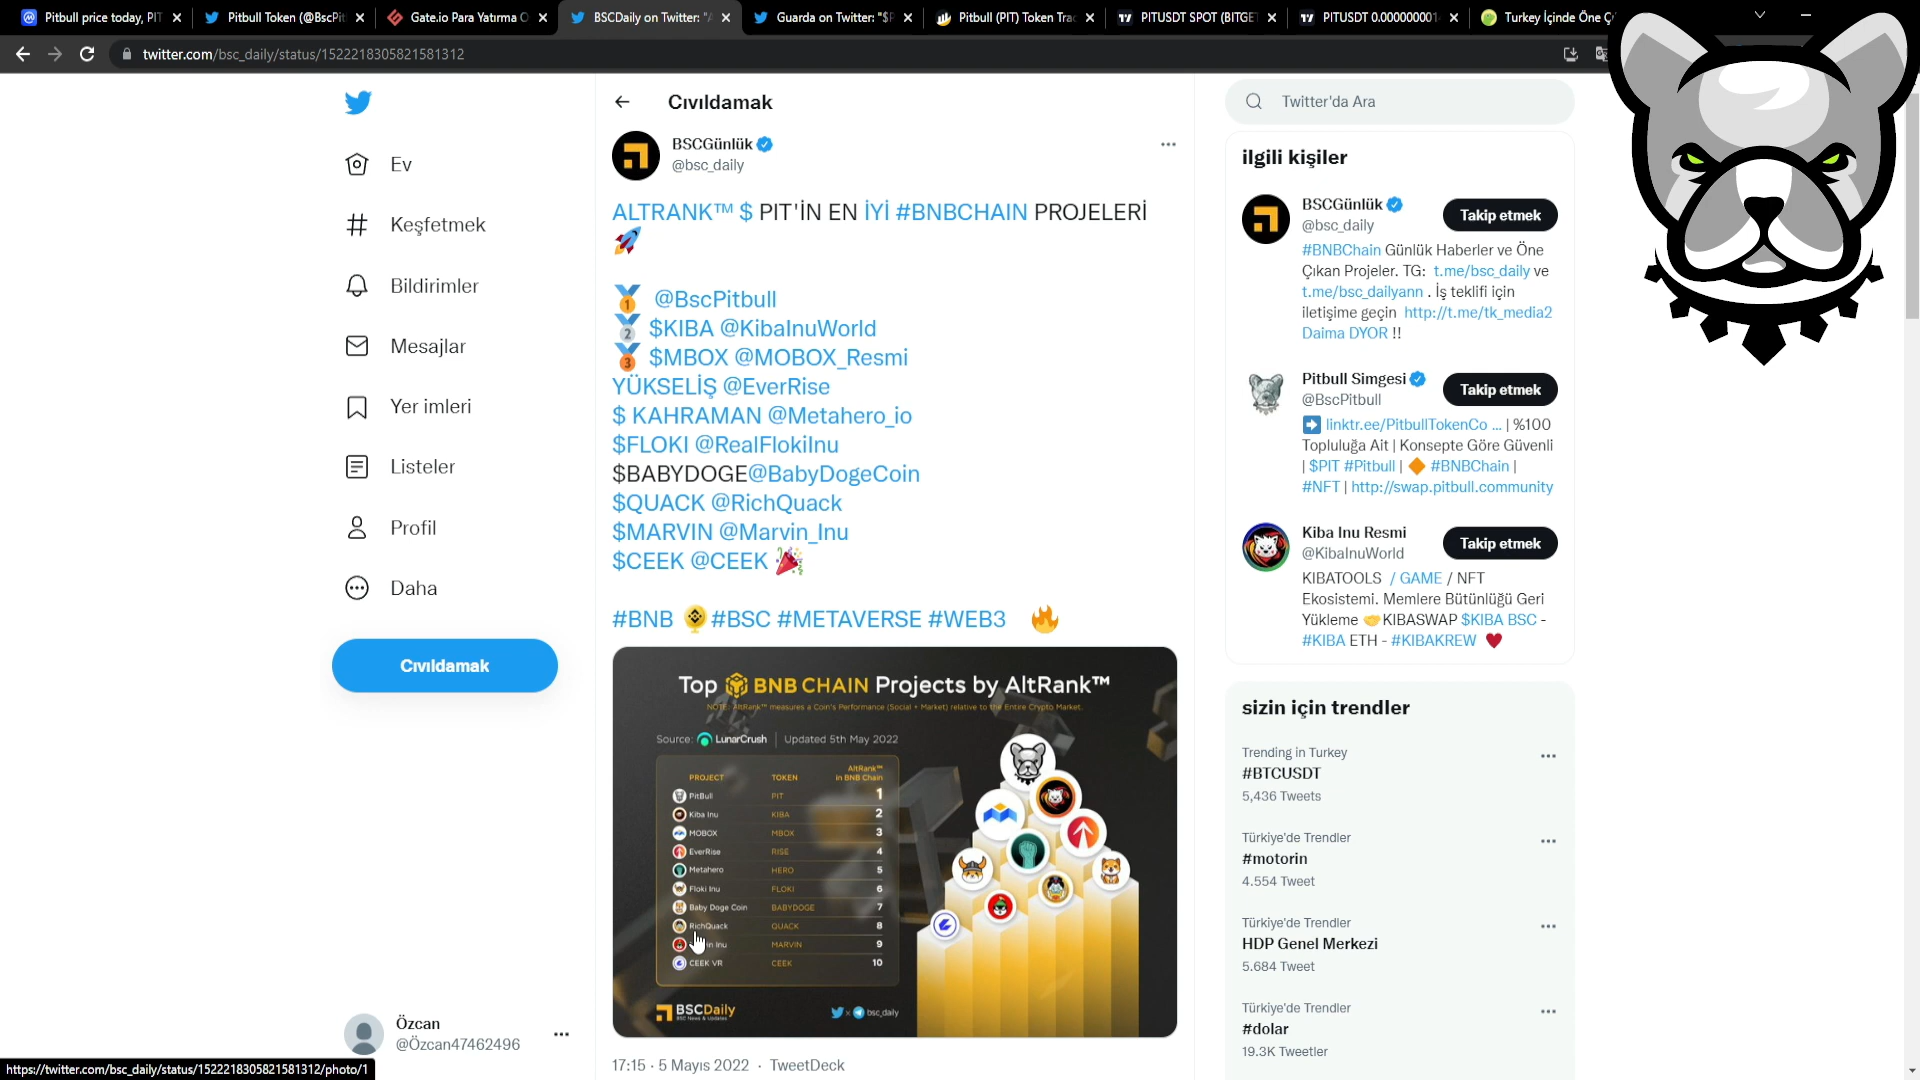 Pitbull price today, PIT
Pitbull Token (@BscPit
Gate.io Para Yatırma O
BSCDaily on Twitter: "A
Guarda on Twitter: "$P
Pitbull (PIT) Token Trac
PITUSDT SPOT (BITGE
PITUSDT 0.0000000014
Turkey İçinde Öne Ç
twitter.com/bsc_daily/status/1522218305821581312
Ev
Keşfetmek
Bildirimler
Mesajlar
Yer imleri
Listeler
Profil
Daha
Cıvıldamak
Özcan
@Özcan47462496
https://twitter.com/bsc_daily/status/1522218305821581312/photo/1
Cıvıldamak
BSCGünlük
@bsc_daily
ALTRANK™ $ PIT'İN EN İYİ #BNBCHAIN PROJELERİ
@BscPitbull
$KIBA @KibaInuWorld
$MBOX @MOBOX_Resmi
YÜKSELİŞ @EverRise
$ KAHRAMAN @Metahero_io
$FLOKI @RealFlokiInu
$BABYDOGE@BabyDogeCoin
$QUACK @RichQuack
$MARVIN @Marvin_Inu
$CEEK @CEEK
#BNB #BSC #METAVERSE #WEB3
Top BNB CHAIN Projects by AltRank™
NOTE: AltRank™ measures a Coin's Performance (Social + Market) relative to the Entire Crypto Market.
Source: LunarCrush | Updated 5th May 2022
PROJECT TOKEN AltRank™ in BNB Chain
PitBull PIT 1
Kiba Inu KIBA 2
MOBOX MBOX 3
EverRise RISE 4
Metahero HERO 5
Floki Inu FLOKI 6
Baby Doge Coin BABYDOGE 7
RichQuack QUACK 8
Inu MARVIN 9
CEEK VR CEEK 10
BSCDaily
BSC News & Updates
bsc_daily
17:15 · 5 Mayıs 2022 · TweetDeck
Twitter'da Ara
ilgili kişiler
BSCGünlük
@bsc_daily
Takip etmek
#BNBChain Günlük Haberler ve Öne
Çıkan Projeler. TG: t.me/bsc_daily ve
t.me/bsc_dailyann . İş teklifi için
iletişime geçin http://t.me/tk_media2
Daima DYOR !!
Pitbull Simgesi
@BscPitbull
Takip etmek
linktr.ee/PitbullTokenCo ... | %100
Topluluğa Ait | Konsepte Göre Güvenli
| $PIT #Pitbull | #BNBChain |
#NFT | http://swap.pitbull.community
Kiba Inu Resmi
@KibaInuWorld
Takip etmek
KIBATOOLS / GAME / NFT
Ekosistemi. Memlere Bütünlüğü Geri
Yükleme KIBASWAP $KIBA BSC -
#KIBA ETH - #KIBAKREW
sizin için trendler
Trending in Turkey
#BTCUSDT
5,436 Tweets
Türkiye'de Trendler
#motorin
4.554 Tweet
Türkiye'de Trendler
HDP Genel Merkezi
5.684 Tweet
Türkiye'de Trendler
#dolar
19.3K Tweetler